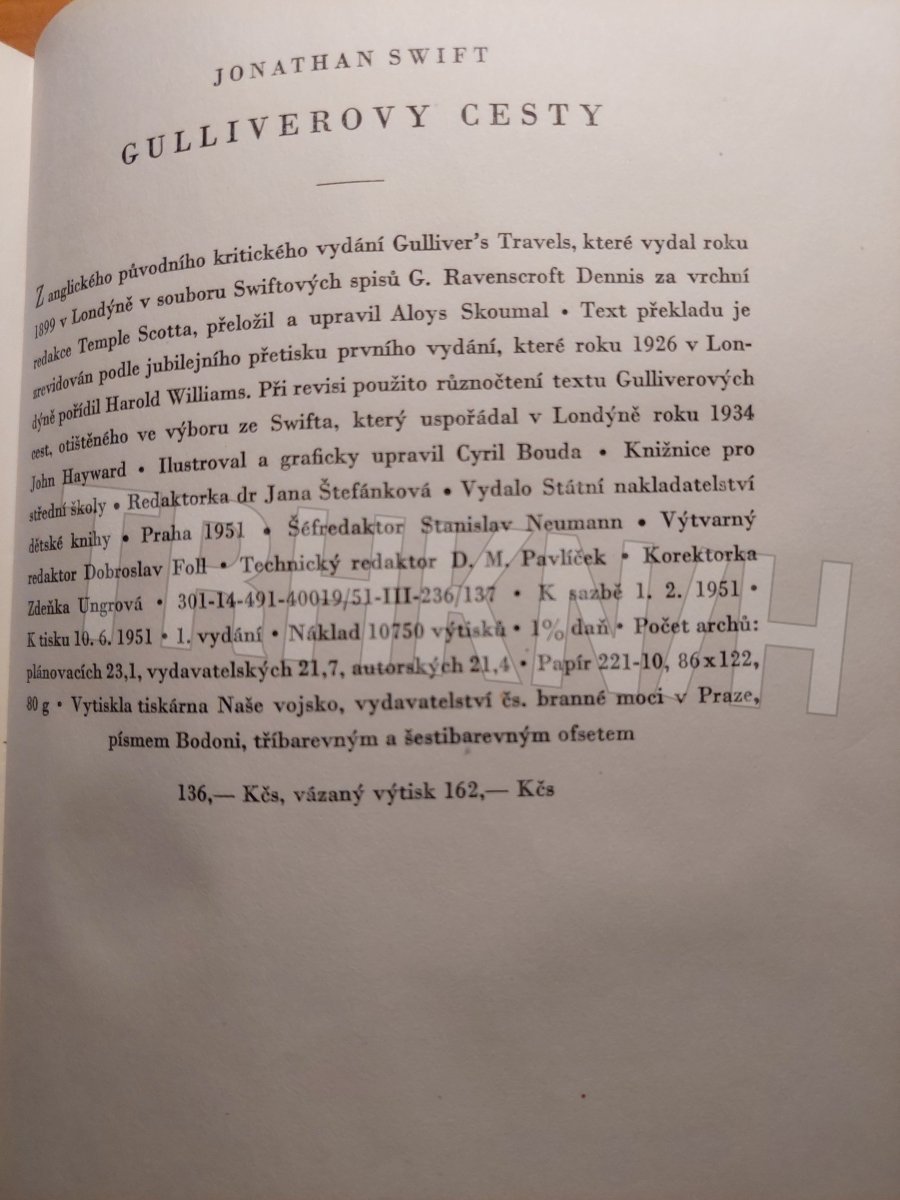 JONATHAN SWIFT
GULLIVEROVY CESTY
Z anglického původního kritického vydání Gulliver's Travels, které vydal roku
1899 v Londýně v souboru Swiftových spisů G. Ravenscroft Dennis za vrchní
redakce Temple Scotta, přeložil a upravil Aloys Skoumal • Text překladu je
zrevidován podle jubilejního přetisku prvního vydání, které roku 1926 v Lon-
dýně pořídil Harold Williams. Při revisi použito různočtení textu Gulliverových
cest, otištěného ve výboru ze Swifta, který uspořádal v Londýně roku 1934
John Hayward • Ilustroval a graficky upravil Cyril Bouda • Knižnice pro
střední školy • Redaktorka dr Jana Štefánková • Vydalo Státní nakladatelství
dětské knihy • Praha 1951 • Šéfredaktor Stanislav Neumann • Výtvarný
redaktor Dobroslav Foll • Technický redaktor D. M. Pavlíček • Korektorka
Zdeňka Ungrová • 301-14-491-40019/51-III-236/137 • K sazbě 1. 2. 1951 •
K tisku 10. 6. 1951 • 1. vydání • Náklad 10750 výtisků • 1% daň • Počet archů:
plánovacích 23,1, vydavatelských 21,7, autorských 21,4 • Papír 221-10, 86x122,
80 g • Vytiskla tiskárna Naše vojsko, vydavatelství čs. branné moci v Praze,
písmem Bodoni, tříbarevným a šestibarevným ofsetem
136,— Kčs, vázaný výtisk 162,— Kčs
TRHKNIH